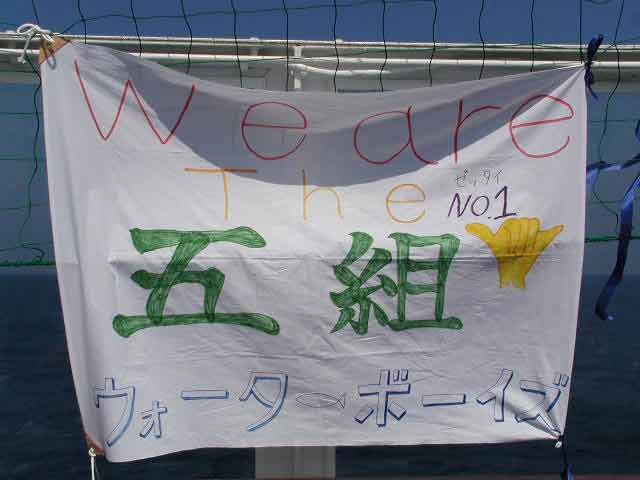 We are
The
ゼッタイ
NO.1
五組
ウォーターボーイズ